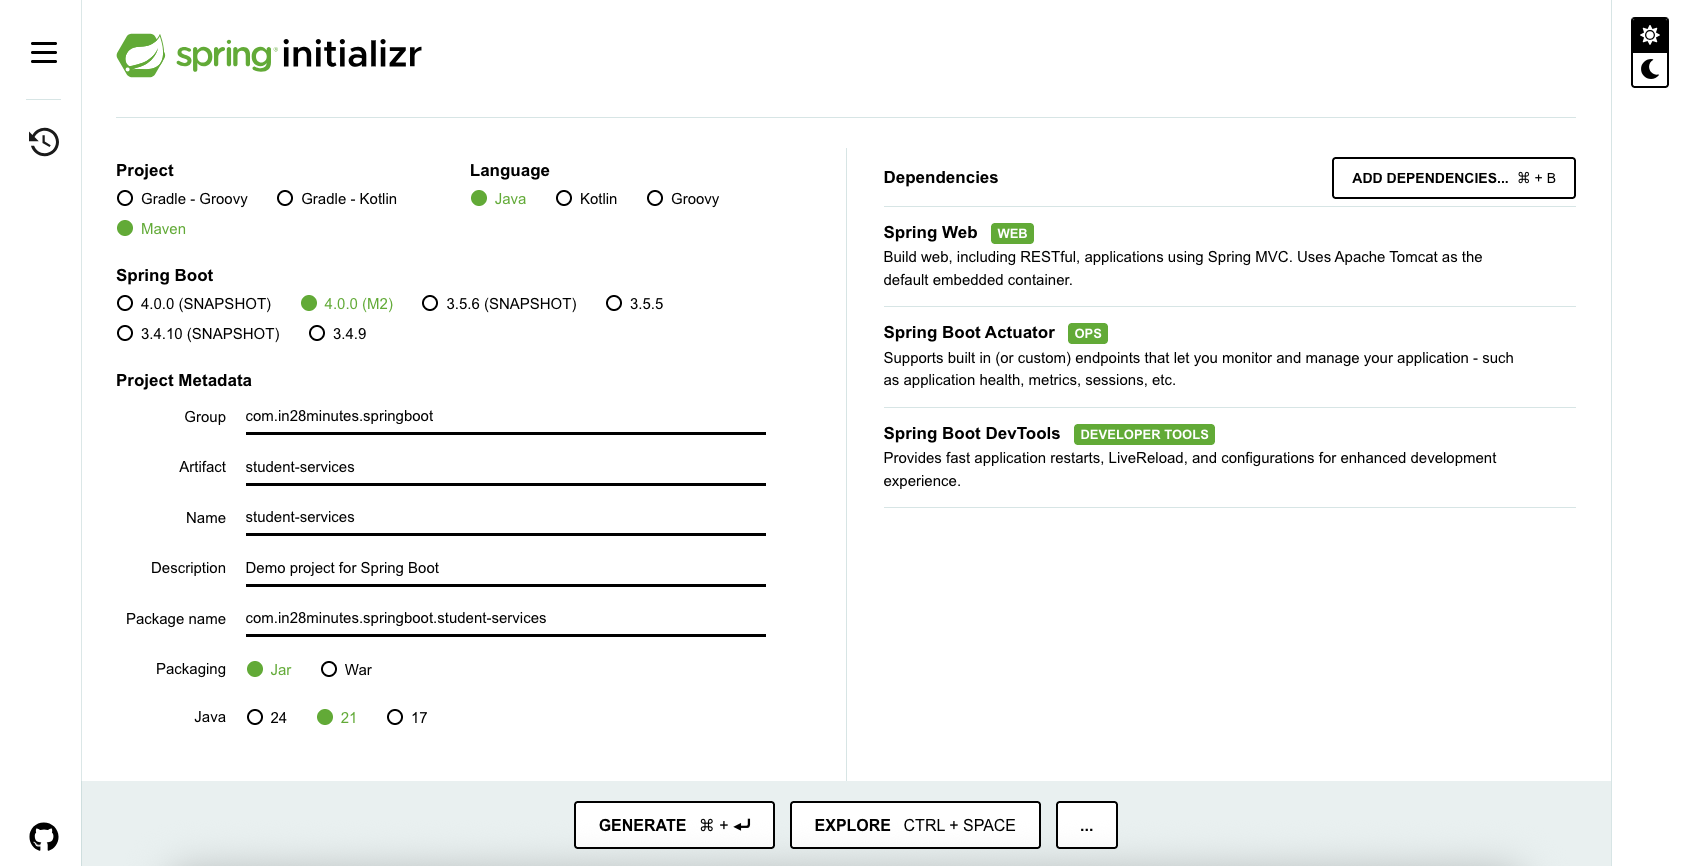 spring initializr
Project
Gradle - Groovy Gradle - Kotlin
Maven
Language
Java Kotlin Groovy
Spring Boot
4.0.0 (SNAPSHOT) 4.0.0 (M2) 3.5.6 (SNAPSHOT) 3.5.5
3.4.10 (SNAPSHOT) 3.4.9
Project Metadata
Group com.in28minutes.springboot
Artifact student-services
Name student-services
Description Demo project for Spring Boot
Package name com.in28minutes.springboot.student-services
Packaging Jar War
Java 24 21 17
Dependencies ADD DEPENDENCIES... ⌘ + B
Spring Web WEB
Build web, including RESTful, applications using Spring MVC. Uses Apache Tomcat as the
default embedded container.
Spring Boot Actuator OPS
Supports built in (or custom) endpoints that let you monitor and manage your application - such
as application health, metrics, sessions, etc.
Spring Boot DevTools DEVELOPER TOOLS
Provides fast application restarts, LiveReload, and configurations for enhanced development
experience.
GENERATE ⌘ + ↵ EXPLORE CTRL + SPACE ...